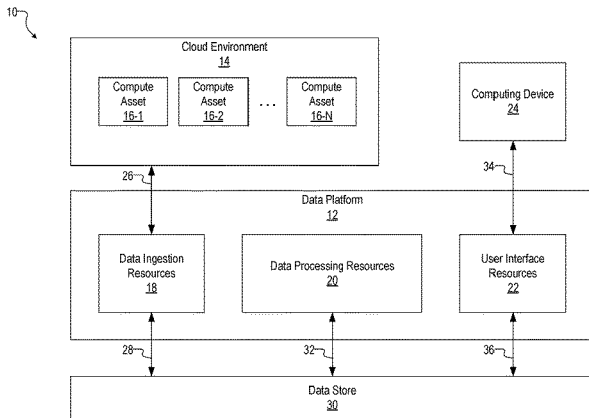 10
Cloud Environment
14
Compute
Asset
16-1
Compute
Asset
16-2
...
Compute
Asset
16-N
Computing Device
24
26
34
Data Platform
12
Data Ingestion
Resources
18
Data Processing Resources
20
User Interface
Resources
22
28
32
36
Data Store
30